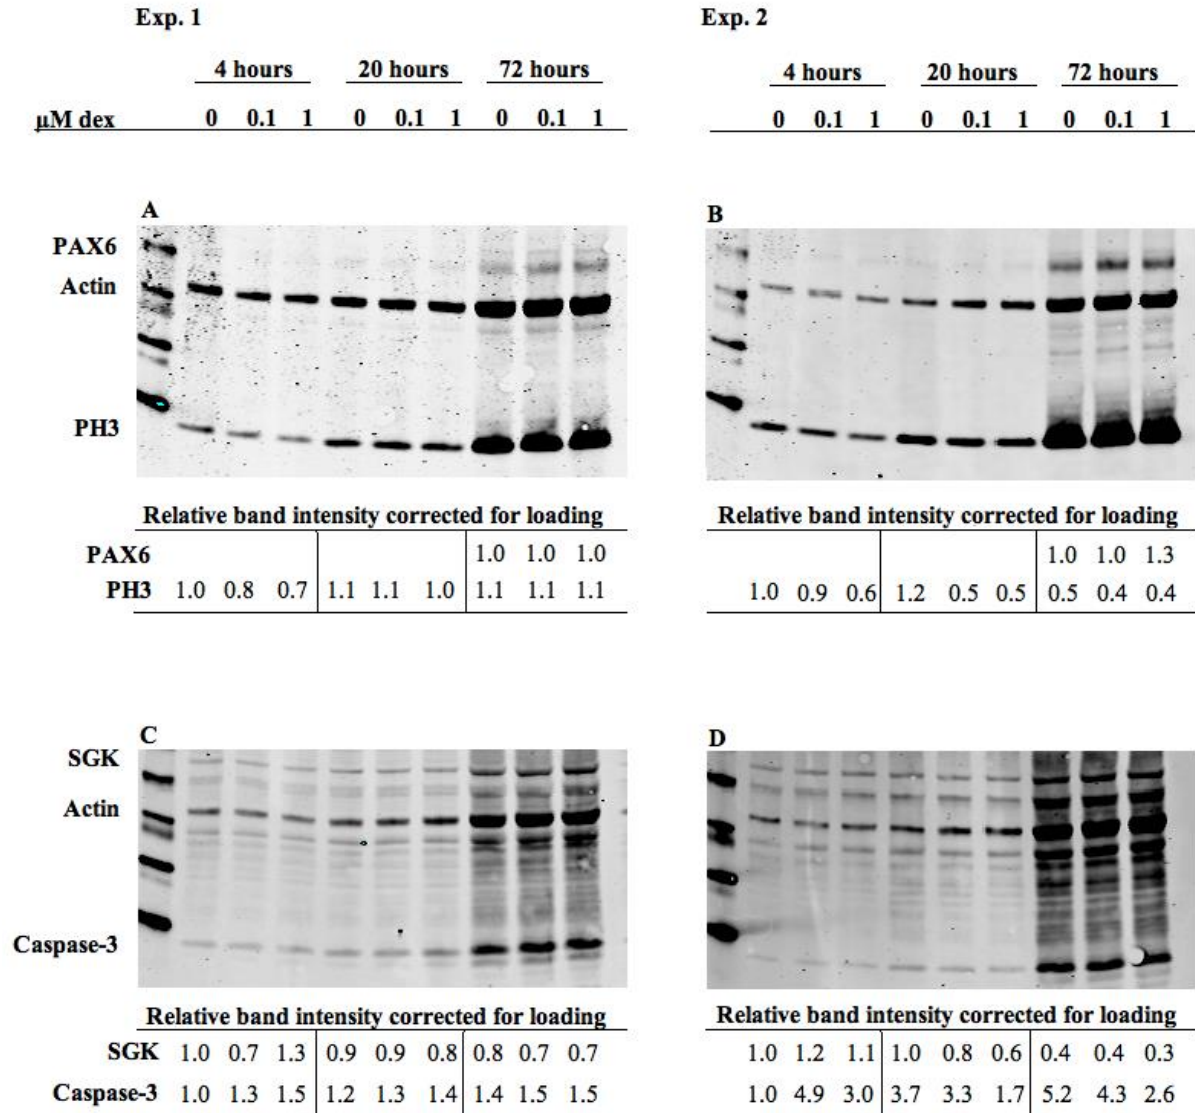 Exp. 1 Exp. 2
4 hours 20 hours 72 hours 4 hours 20 hours 72 hours
µM dex 0 0.1 1 0 0.1 1 0 0.1 1 0 0.1 1 0 0.1 1 0 0.1 1
A B
PAX6
Actin
PH3
Relative band intensity corrected for loading Relative band intensity corrected for loading
PAX6 1.0 1.0 1.0 1.0 1.0 1.3
PH3 1.0 0.8 0.7 1.1 1.1 1.0 1.1 1.1 1.1 1.0 0.9 0.6 1.2 0.5 0.5 0.5 0.4 0.4
C D
SGK
Actin
Caspase-3
Relative band intensity corrected for loading Relative band intensity corrected for loading
SGK 1.0 0.7 1.3 0.9 0.9 0.8 0.8 0.7 0.7 1.0 1.2 1.1 1.0 0.8 0.6 0.4 0.4 0.3
Caspase-3 1.0 1.3 1.5 1.2 1.3 1.4 1.4 1.5 1.5 1.0 4.9 3.0 3.7 3.3 1.7 5.2 4.3 2.6